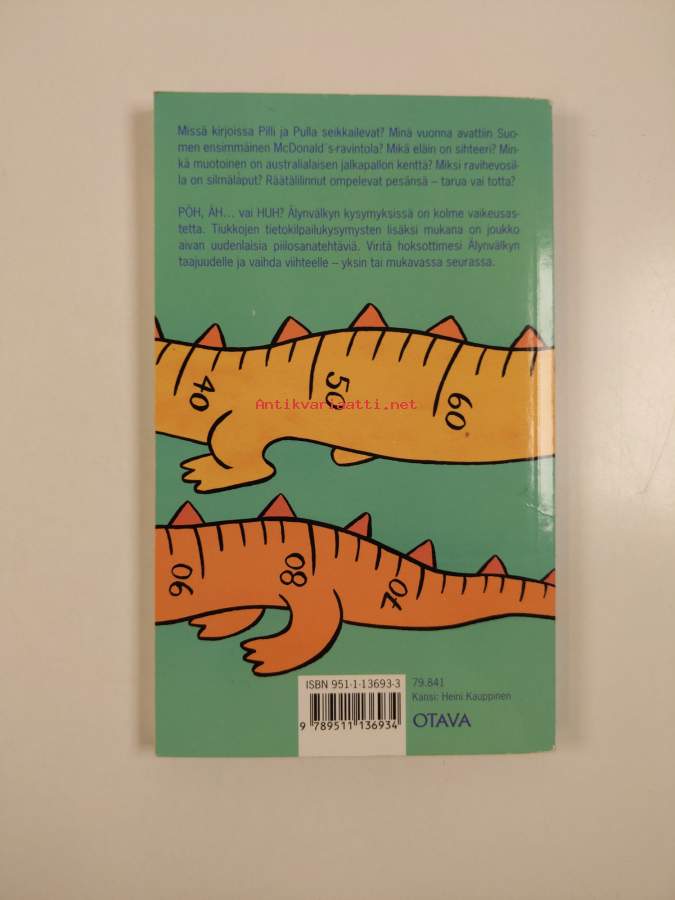 Missä kirjoissa Pilli ja Pulla seikkailevat? Minä vuonna avattiin Suo-
men ensimmäinen McDonald´s-ravintola? Mikä eläin on sihteeri? Min-
kä muotoinen on australialaisen jalkapallon kenttä? Miksi ravihevosil-
la on silmälaput? Räätälilinnut ompelevat pesänsä – tarua vai totta?
PÖH, ÄH... vai HUH? Älynvälkyn kysymyksissä on kolme vaikeusas-
tetta. Tiukkojen tietokilpailukysymysten lisäksi mukana on joukko
aivan uudenlaisia piilosanatehtäviä. Viritä hoksottimesi Älynvälkyn
taajuudelle ja vaihda viihteelle – yksin tai mukavassa seurassa.
40
50
60
Antikvariaatti.net
90
80
70
ISBN 951-1-13693-3
79.841
Kansi: Heini Kauppinen
OTAVA
9 789511 136934